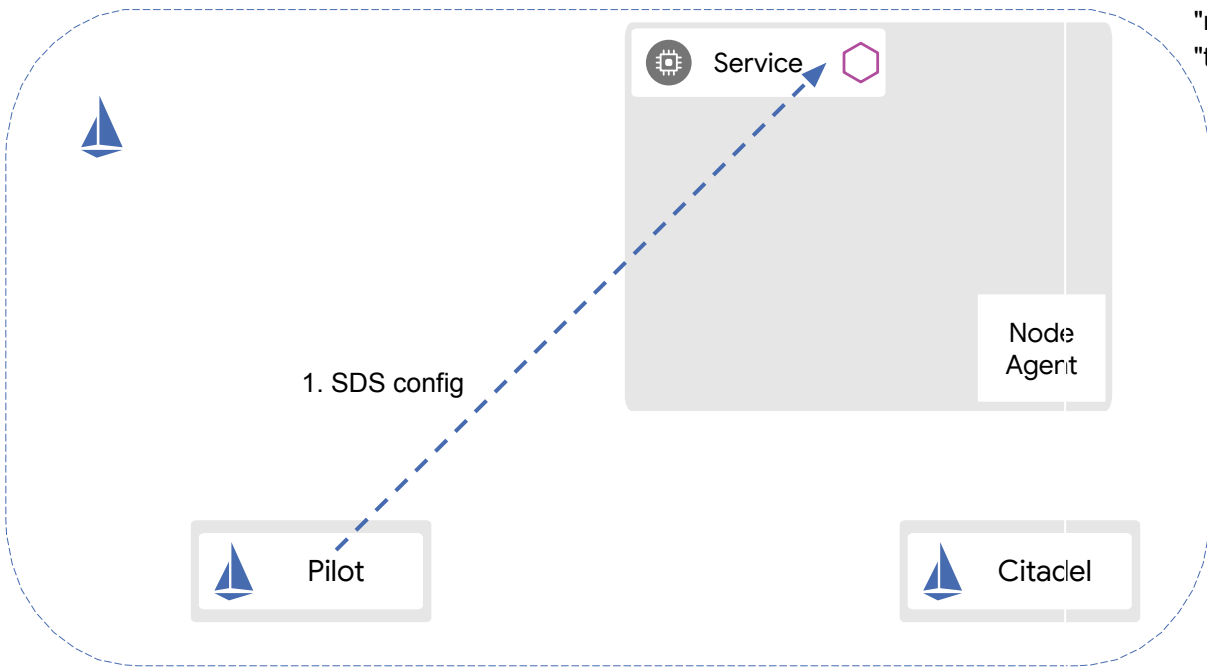 Service
Node
Agent
1. SDS config
Pilot
Citadel